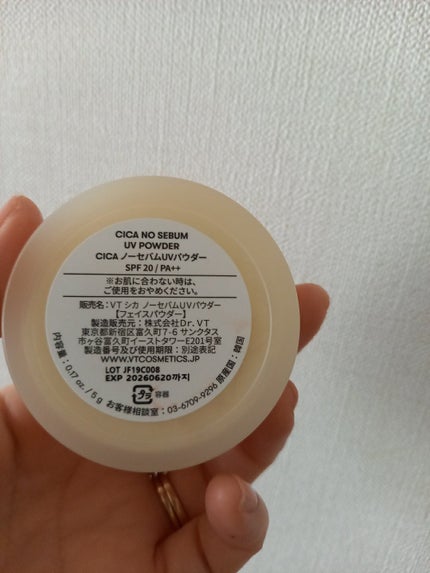 CICA NO SEBUM
UV POWDER
CICA ノーセバムUVパウダー
SPF 20 / PA++
※お肌に合わない時は、
ご使用をおやめください。
販売名:VT シカ ノーセバムUVパウダー
【フェイスパウダー】
製造販売元:株式会社Dr. VT
東京都新宿区富久町7-6 サンクタス
市ヶ谷富久町イーストタワーE201号室
製造番号及び使用期限:別途表記
WWW.VTCOSMETICS.JP
LOT JF19C008
EXP 20260620까지
プラ 容器
内容量:0.17 oz. / 5 g
お客様相談室:03-6709-9296
原産国:韓国